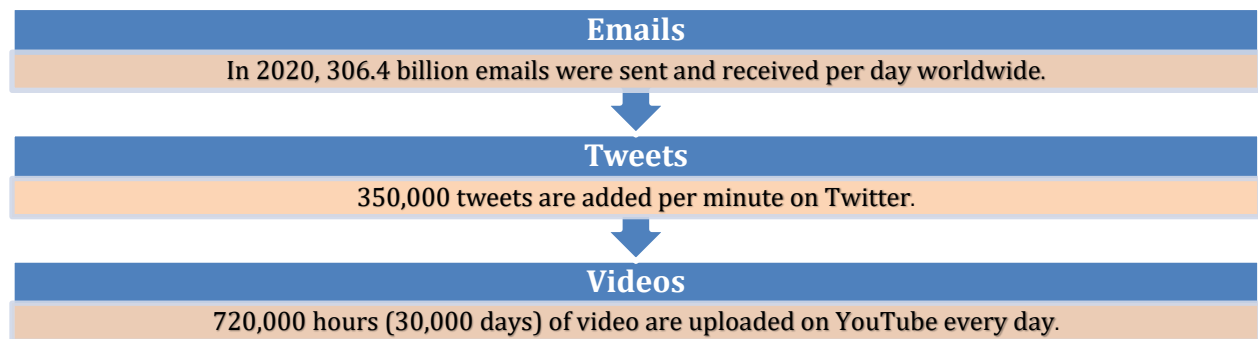 Emails
In 2020, 306.4 billion emails were sent and received per day worldwide.
Tweets
350,000 tweets are added per minute on Twitter.
Videos
720,000 hours (30,000 days) of video are uploaded on YouTube every day.